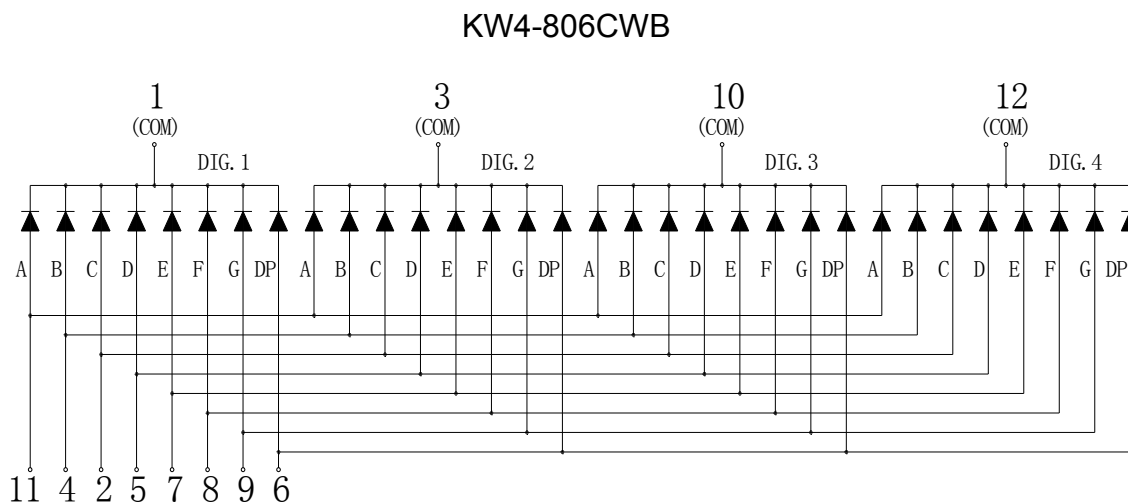 KW4-806CWB
1 3 10 12
(COM) (COM) (COM) (COM)
DIG.1 DIG.2 DIG.3 DIG.4
A B C D E F G DP A B C D E F G DP A B C D E F G DP A B C D E F G DP
11 4 2 5 7 8 9 6